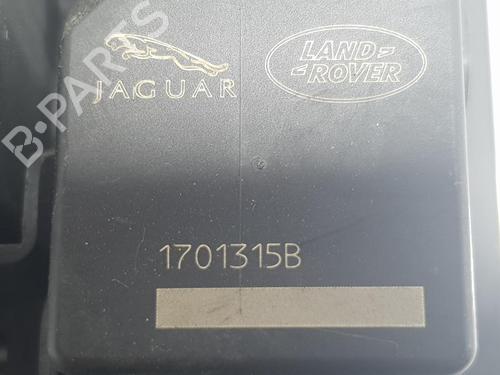 JAGUAR
LAND-
-ROVER
B-PARTS
1701315B